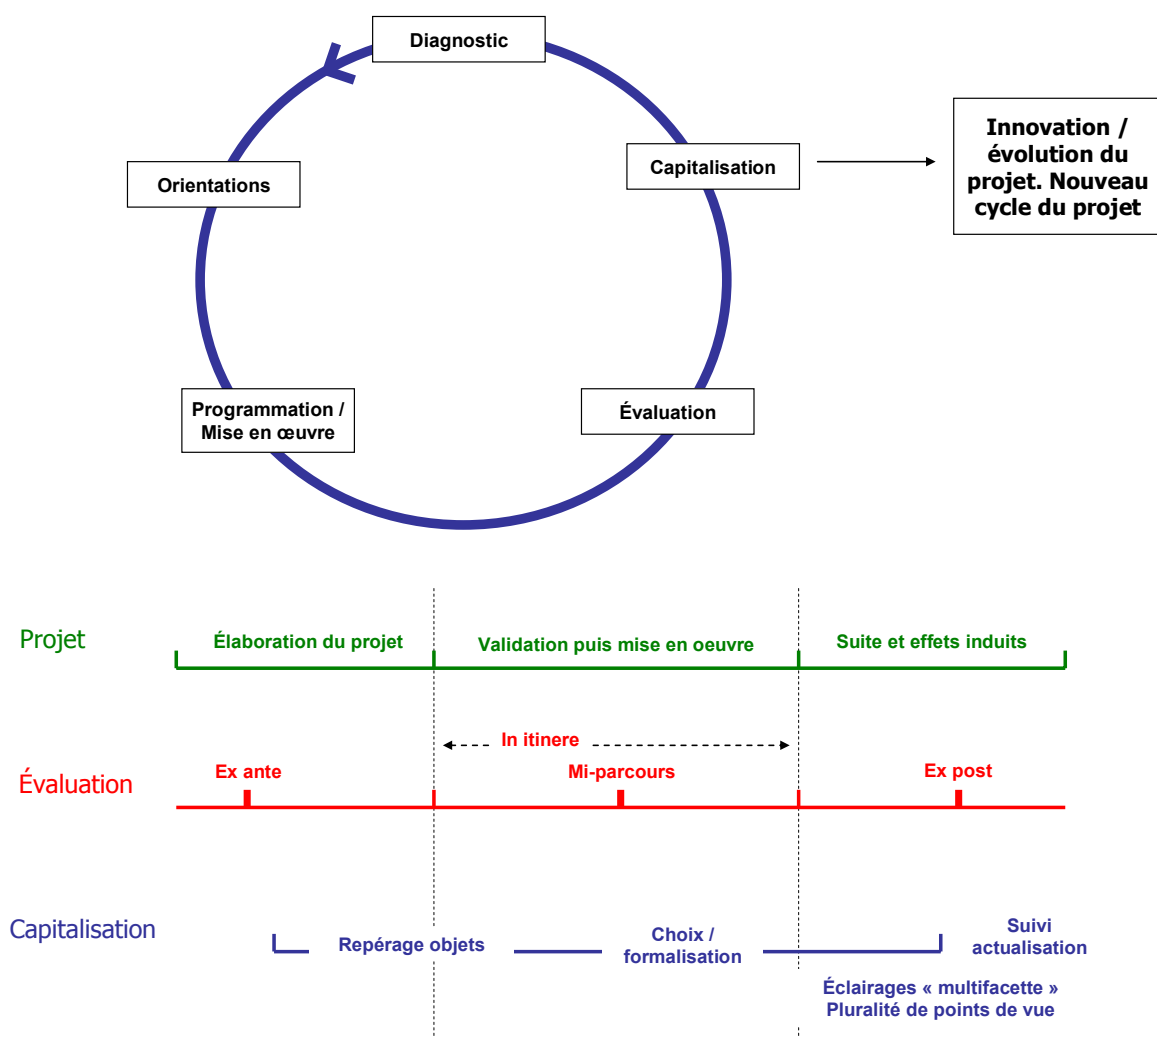 Diagnostic
Capitalisation
Innovation /
évolution du
projet. Nouveau
cycle du projet
Orientations
Programmation /
Mise en œuvre
Évaluation
Projet
Élaboration du projet
Validation puis mise en oeuvre
Suite et effets induits
In itinere
Évaluation
Ex ante
Mi-parcours
Ex post
Capitalisation
Repérage objets
Choix /
formalisation
Suivi
actualisation
Éclairages « multifacette »
Pluralité de points de vue